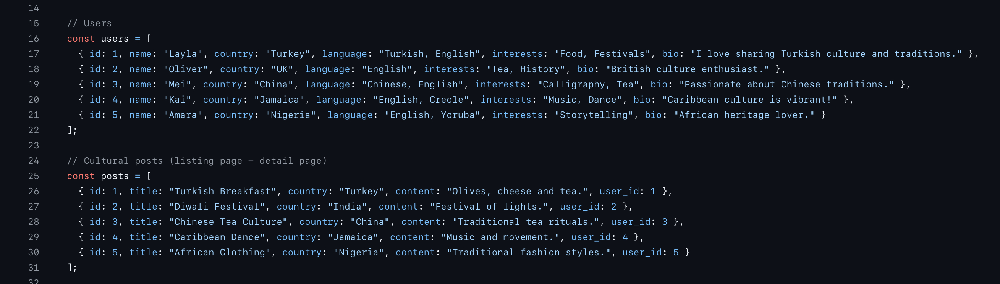 14
15 // Users
16 const users = [
17 { id: 1, name: "Layla", country: "Turkey", language: "Turkish, English", interests: "Food, Festivals", bio: "I love sharing Turkish culture and traditions." },
18 { id: 2, name: "Oliver", country: "UK", language: "English", interests: "Tea, History", bio: "British culture enthusiast." },
19 { id: 3, name: "Mei", country: "China", language: "Chinese, English", interests: "Calligraphy, Tea", bio: "Passionate about Chinese traditions." },
20 { id: 4, name: "Kai", country: "Jamaica", language: "English, Creole", interests: "Music, Dance", bio: "Caribbean culture is vibrant!" },
21 { id: 5, name: "Amara", country: "Nigeria", language: "English, Yoruba", interests: "Storytelling", bio: "African heritage lover." }
22 ];
23
24 // Cultural posts (listing page + detail page)
25 const posts = [
26 { id: 1, title: "Turkish Breakfast", country: "Turkey", content: "Olives, cheese and tea.", user_id: 1 },
27 { id: 2, title: "Diwali Festival", country: "India", content: "Festival of lights.", user_id: 2 },
28 { id: 3, title: "Chinese Tea Culture", country: "China", content: "Traditional tea rituals.", user_id: 3 },
29 { id: 4, title: "Caribbean Dance", country: "Jamaica", content: "Music and movement.", user_id: 4 },
30 { id: 5, title: "African Clothing", country: "Nigeria", content: "Traditional fashion styles.", user_id: 5 }
31 ];
32